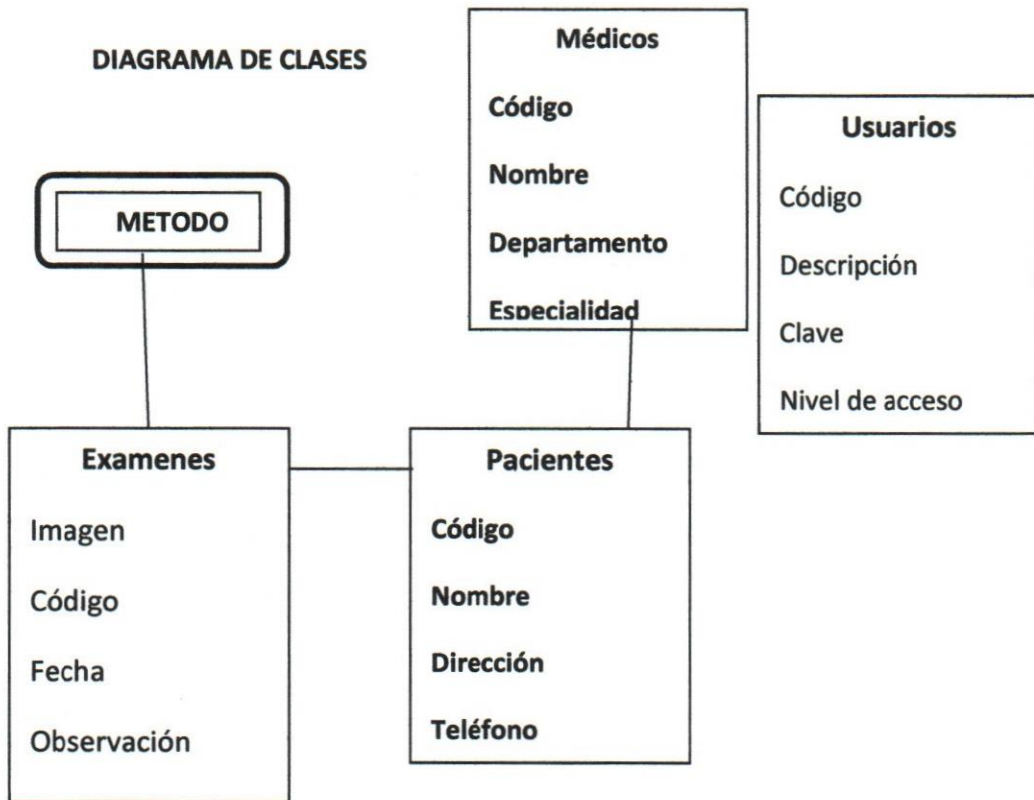 DIAGRAMA DE CLASES
METODO
Médicos
Código
Nombre
Departamento
Especialidad
Usuarios
Código
Descripción
Clave
Nivel de acceso
Examenes
Imagen
Código
Fecha
Observación
Pacientes
Código
Nombre
Dirección
Teléfono